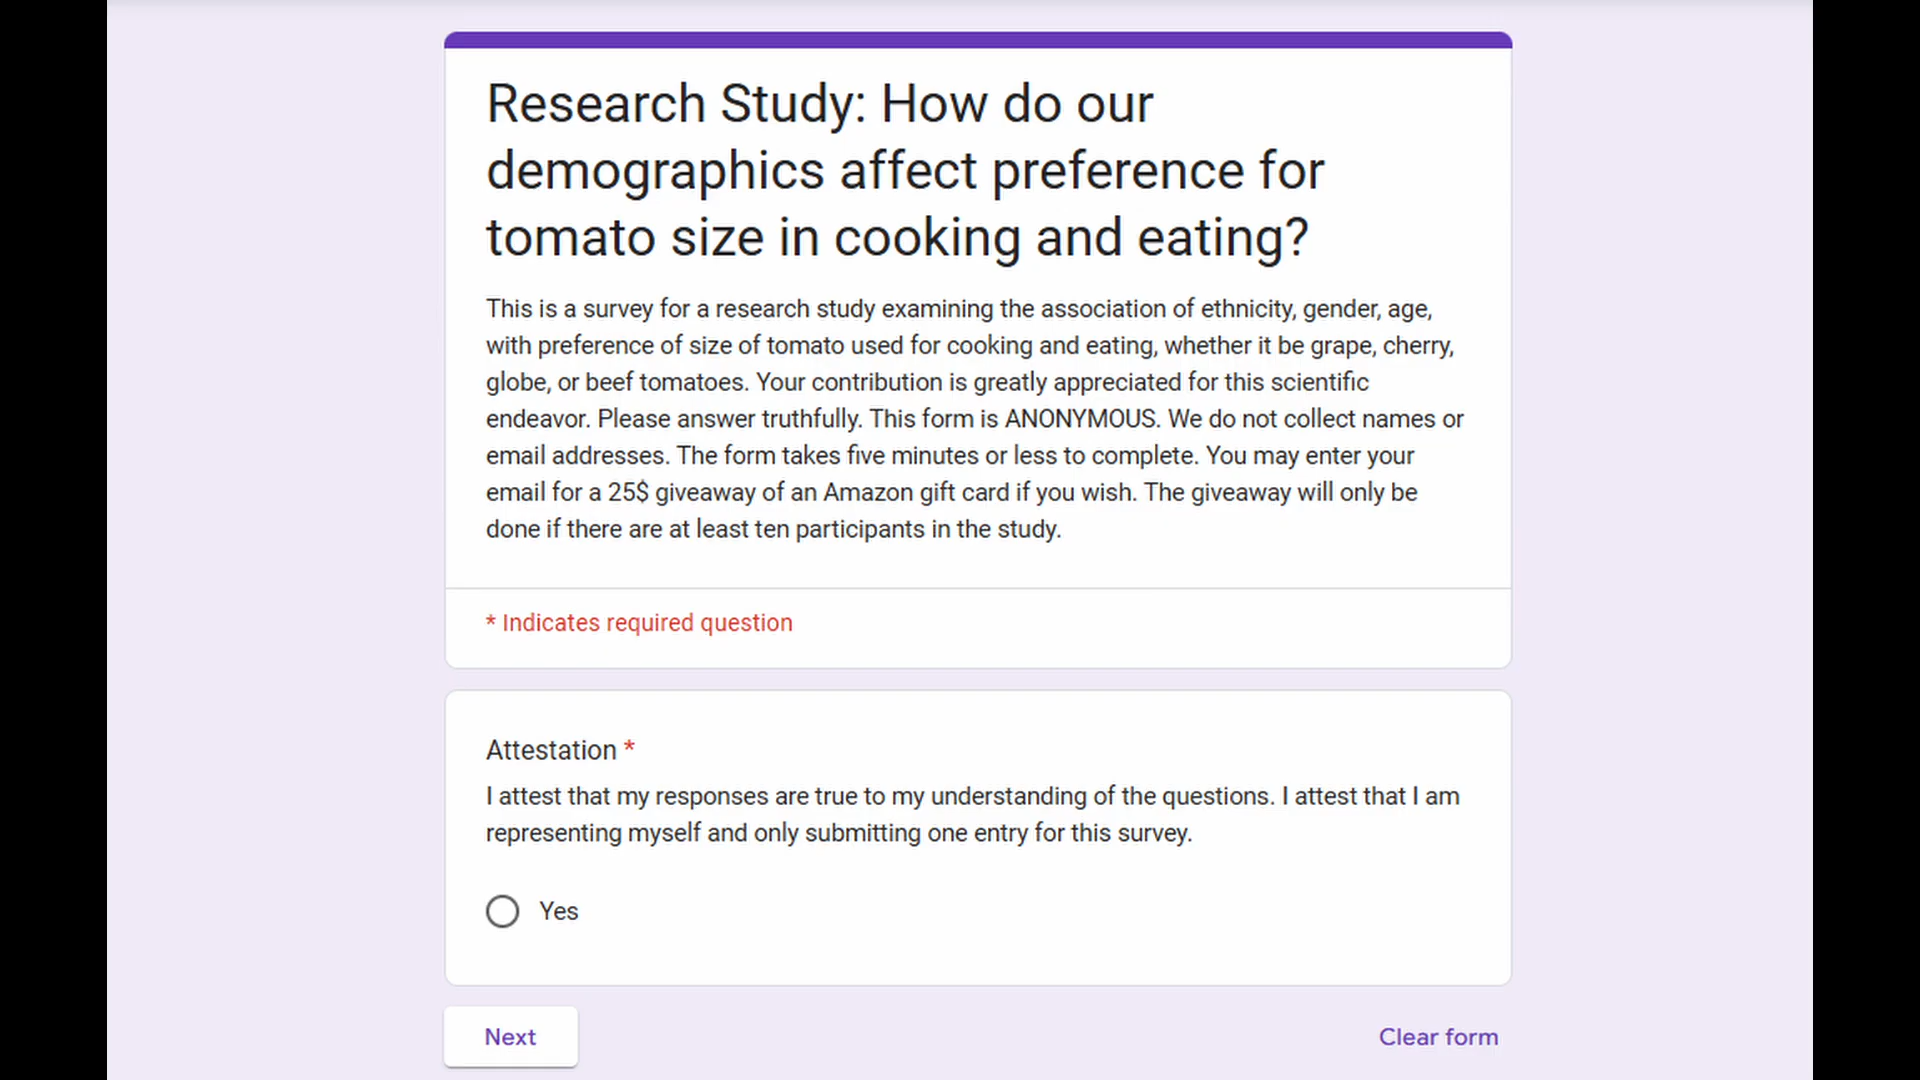 Research Study: How do our
demographics affect preference for
tomato size in cooking and eating?
This is a survey for a research study examining the association of ethnicity, gender, age,
with preference of size of tomato used for cooking and eating, whether it be grape, cherry,
globe, or beef tomatoes. Your contribution is greatly appreciated for this scientific
endeavor. Please answer truthfully. This form is ANONYMOUS. We do not collect names or
email addresses. The form takes five minutes or less to complete. You may enter your
email for a 25$ giveaway of an Amazon gift card if you wish. The giveaway will only be
done if there are at least ten participants in the study.
* Indicates required question
Attestation *
I attest that my responses are true to my understanding of the questions. I attest that I am
representing myself and only submitting one entry for this survey.
Yes
Next
Clear form